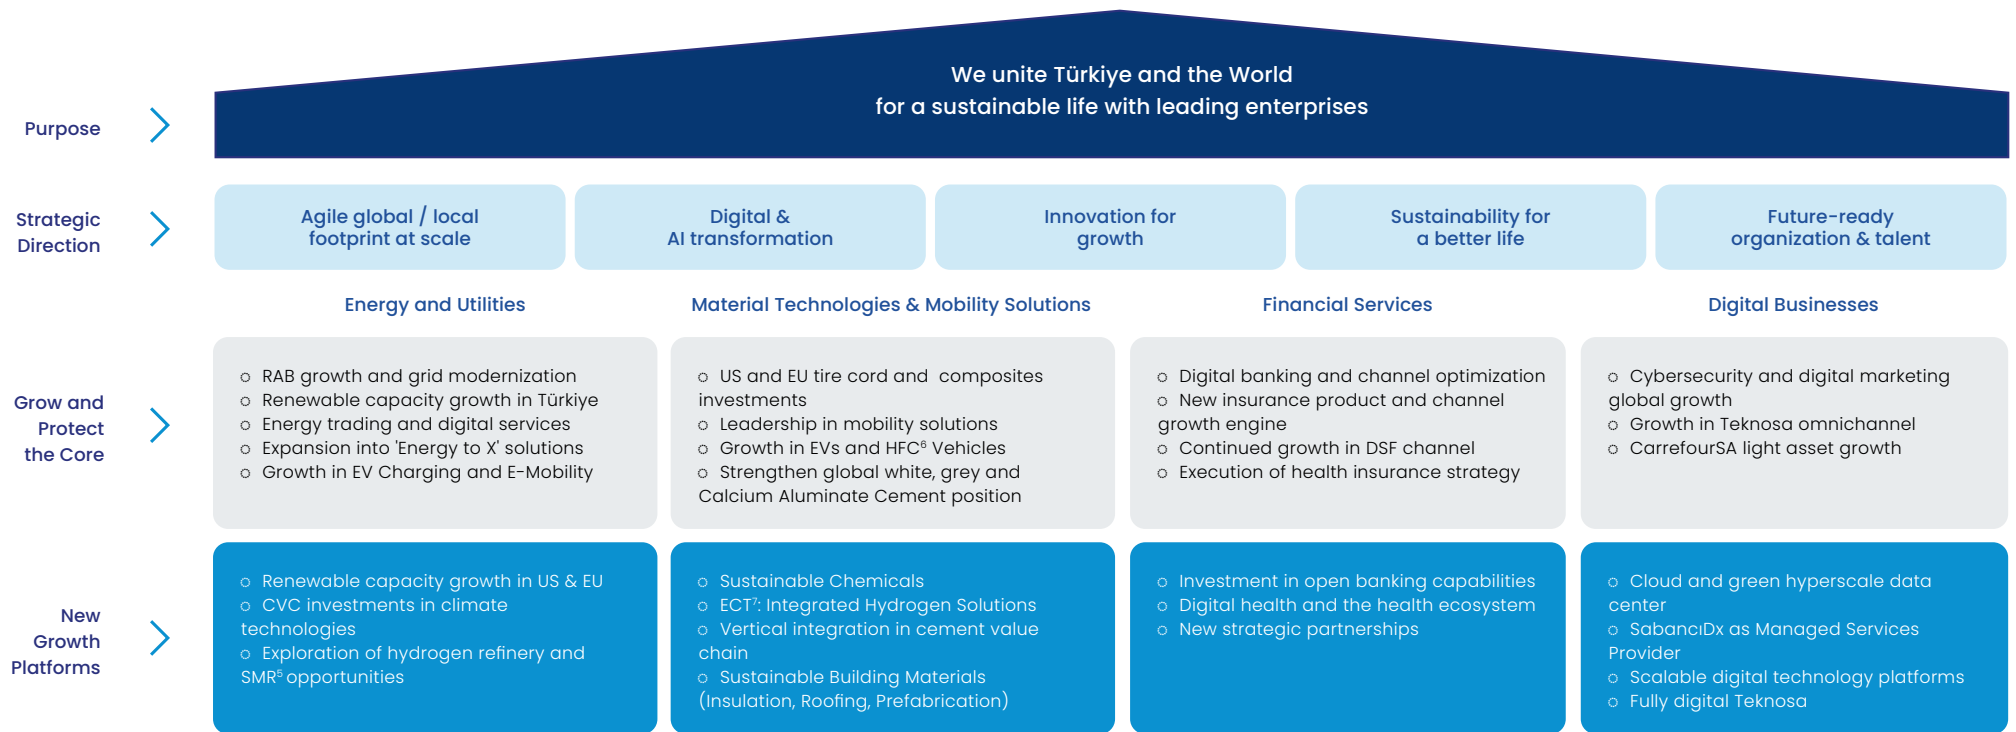 We unite Türkiye and the World
for a sustainable life with leading enterprises
Purpose
Strategic
Direction
Agile global / local
footprint at scale
Digital &
AI transformation
Innovation for
growth
Sustainability for
a better life
Future-ready
organization & talent
Energy and Utilities
Material Technologies & Mobility Solutions
Financial Services
Digital Businesses
Grow and
Protect
the Core
○ RAB growth and grid modernization
○ Renewable capacity growth in Türkiye
○ Energy trading and digital services
○ Expansion into 'Energy to X' solutions
○ Growth in EV Charging and E-Mobility
○ US and EU tire cord and composites
investments
○ Leadership in mobility solutions
○ Growth in EVs and HFC⁶ Vehicles
○ Strengthen global white, grey and
Calcium Aluminate Cement position
○ Digital banking and channel optimization
○ New insurance product and channel
growth engine
○ Continued growth in DSF channel
○ Execution of health insurance strategy
○ Cybersecurity and digital marketing
global growth
○ Growth in Teknosa omnichannel
○ CarrefourSA light asset growth
New
Growth
Platforms
○ Renewable capacity growth in US & EU
○ CVC investments in climate
technologies
○ Exploration of hydrogen refinery and
SMR⁵ opportunities
○ Sustainable Chemicals
○ ECT⁷: Integrated Hydrogen Solutions
○ Vertical integration in cement value
chain
○ Sustainable Building Materials
(Insulation, Roofing, Prefabrication)
○ Investment in open banking capabilities
○ Digital health and the health ecosystem
○ New strategic partnerships
○ Cloud and green hyperscale data
center
○ SabancıDx as Managed Services
Provider
○ Scalable digital technology platforms
○ Fully digital Teknosa